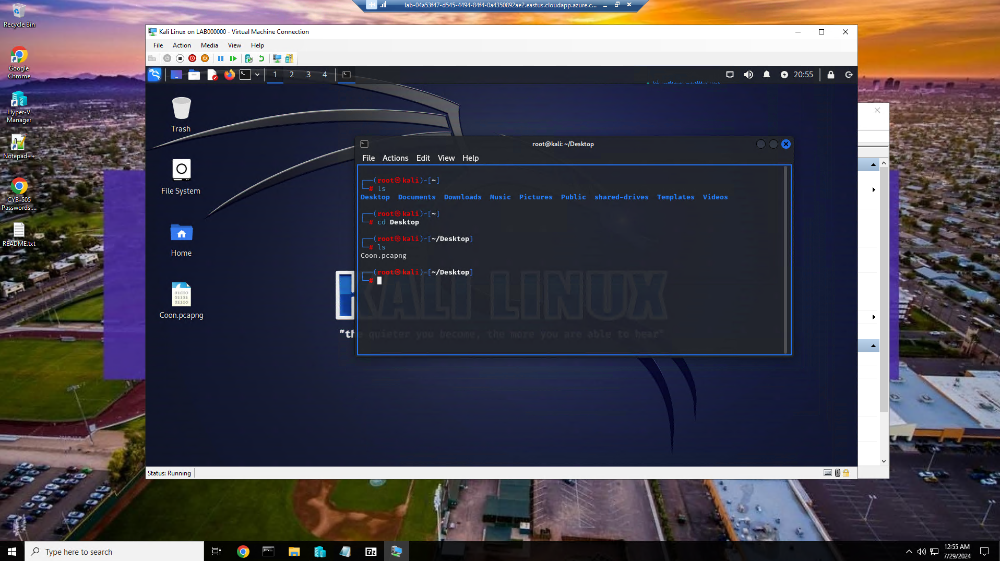 lab-04a53f47-d545-4494-84f4-0a4350892ae2.eastus.cloudapp.azure.c...
Recycle Bin
Google
Chrome
Hyper-V
Manager
Notepad++
CYB-505
Passwords....
README.txt
Kali Linux on LAB000000 - Virtual Machine Connection
File Action Media View Help
1 2 3 4
20:55
Trash
File System
Home
Coon.pcapng
root@kali: ~/Desktop
File Actions Edit View Help
┌──(root㉿kali)-[~]
└─# ls
Desktop Documents Downloads Music Pictures Public shared-drives Templates Videos
┌──(root㉿kali)-[~]
└─# cd Desktop
┌──(root㉿kali)-[~/Desktop]
└─# ls
Coon.pcapng
┌──(root㉿kali)-[~/Desktop]
└─#
KALI LINUX
"the quieter you become, the more you are able to hear"
Status: Running
Type here to search
7z
12:55 AM
7/29/2024